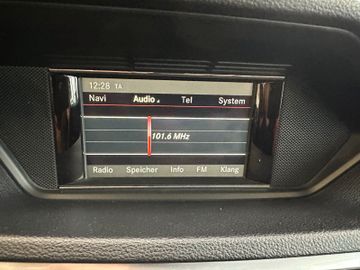 12:28 TA
Navi Audio Tel System
101.6 MHz
Radio Speicher Info FM Klang